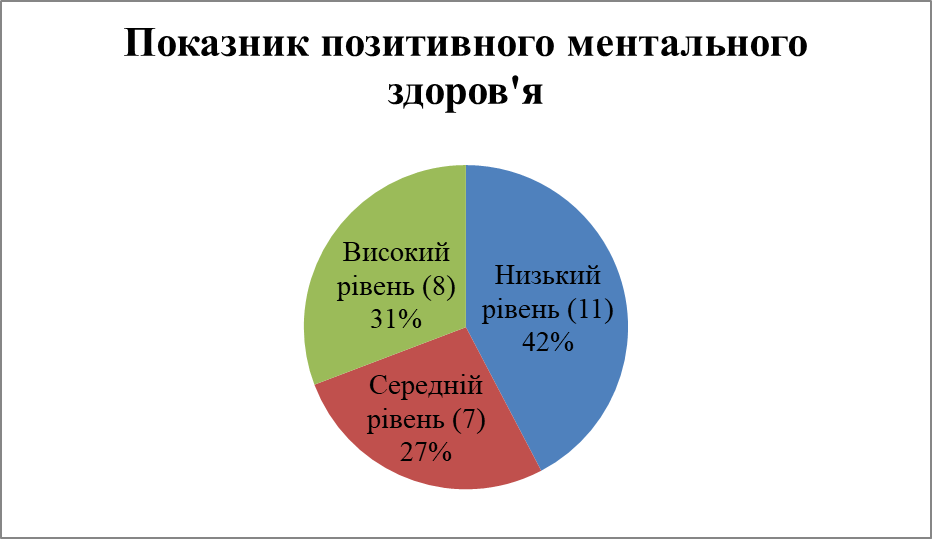 Показник позитивного ментального
здоров'я
Високий
рівень (8)
31%
Низький
рівень (11)
42%
Середній
рівень (7)
27%